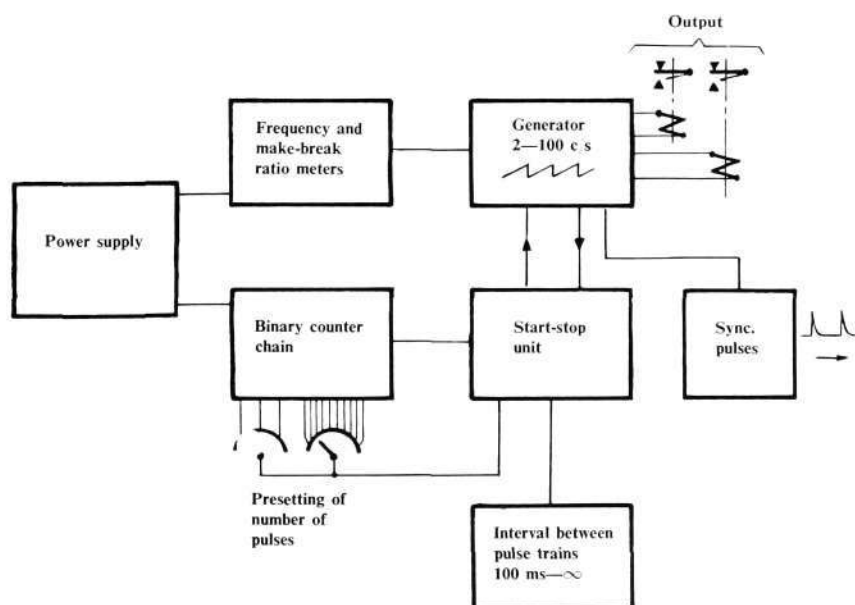 Output
Frequency and
make-break
ratio meters
Generator
2—100 c s
Power supply
Binary counter
chain
Start-stop
unit
Sync.
pulses
Presetting of
number of
pulses
Interval between
pulse trains
100 ms—∞